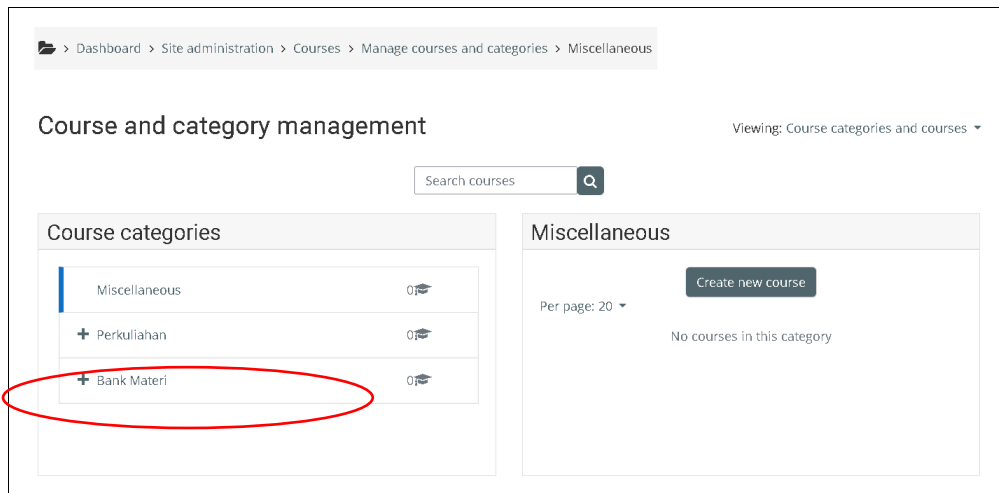 > Dashboard > Site administration > Courses > Manage courses and categories > Miscellaneous
Course and category management
Viewing: Course categories and courses
Search courses
Course categories
Miscellaneous 0
Perkuliahan 0
Bank Materi 0
Miscellaneous
Create new course
Per page: 20
No courses in this category